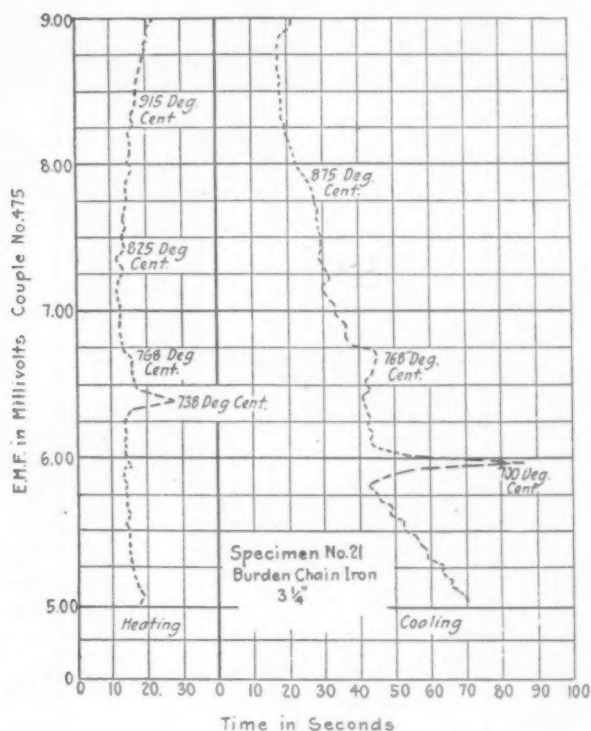 9.00
915 Deg.
Cent
8.00
875 Deg.
Cent.
825 Deg
Cent.
E.M.F. in Millivolts Couple No.475
7.00
768 Deg
Cent.
768 Deg.
Cent.
738 Deg Cent.
6.00
700 Deg.
Cent.
Specimen No.21
Burden Chain Iron
3 1/4"
5.00
Heating
Cooling
0
0 10 20. 30 0 10 20 30 40 50 60 70 80 90 100
Time in Seconds